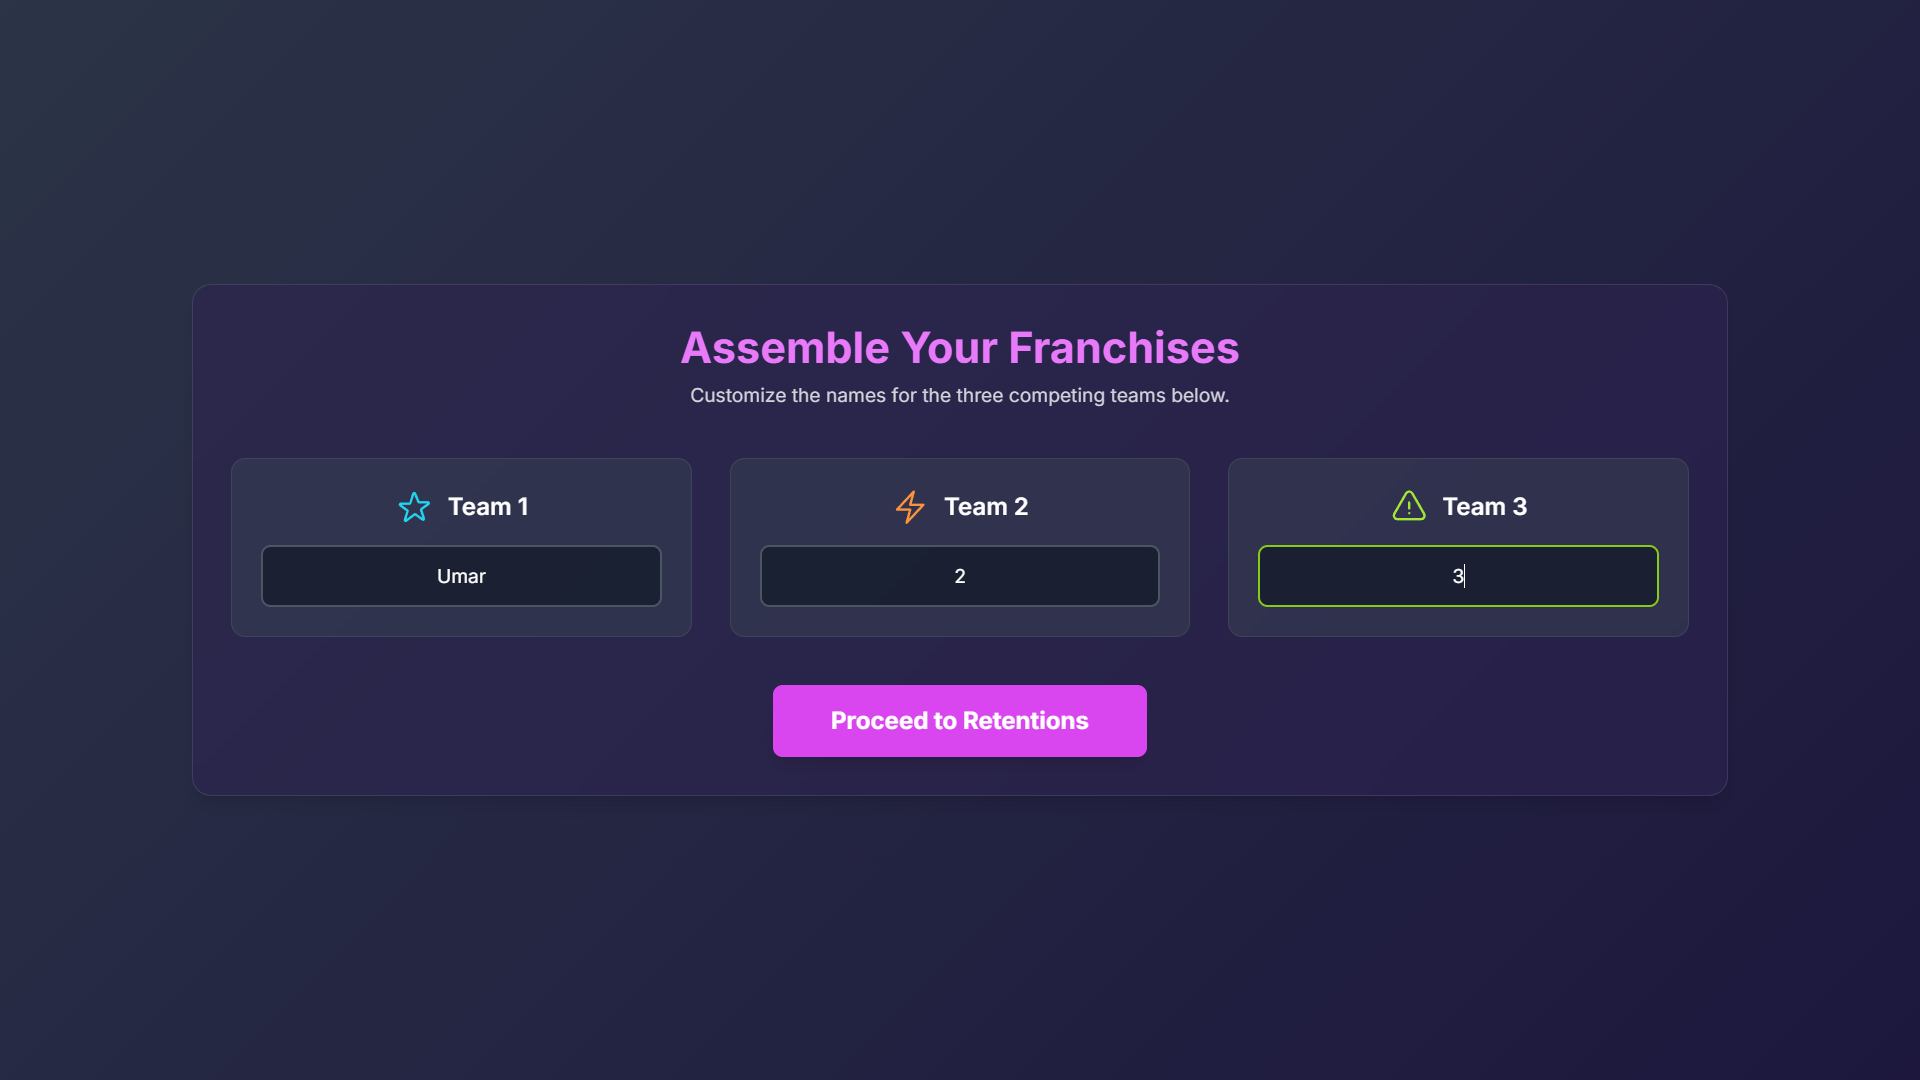 Assemble Your Franchises
Customize the names for the three competing teams below.
Team 1
Umar
Team 2
2
Team 3
3
Proceed to Retentions